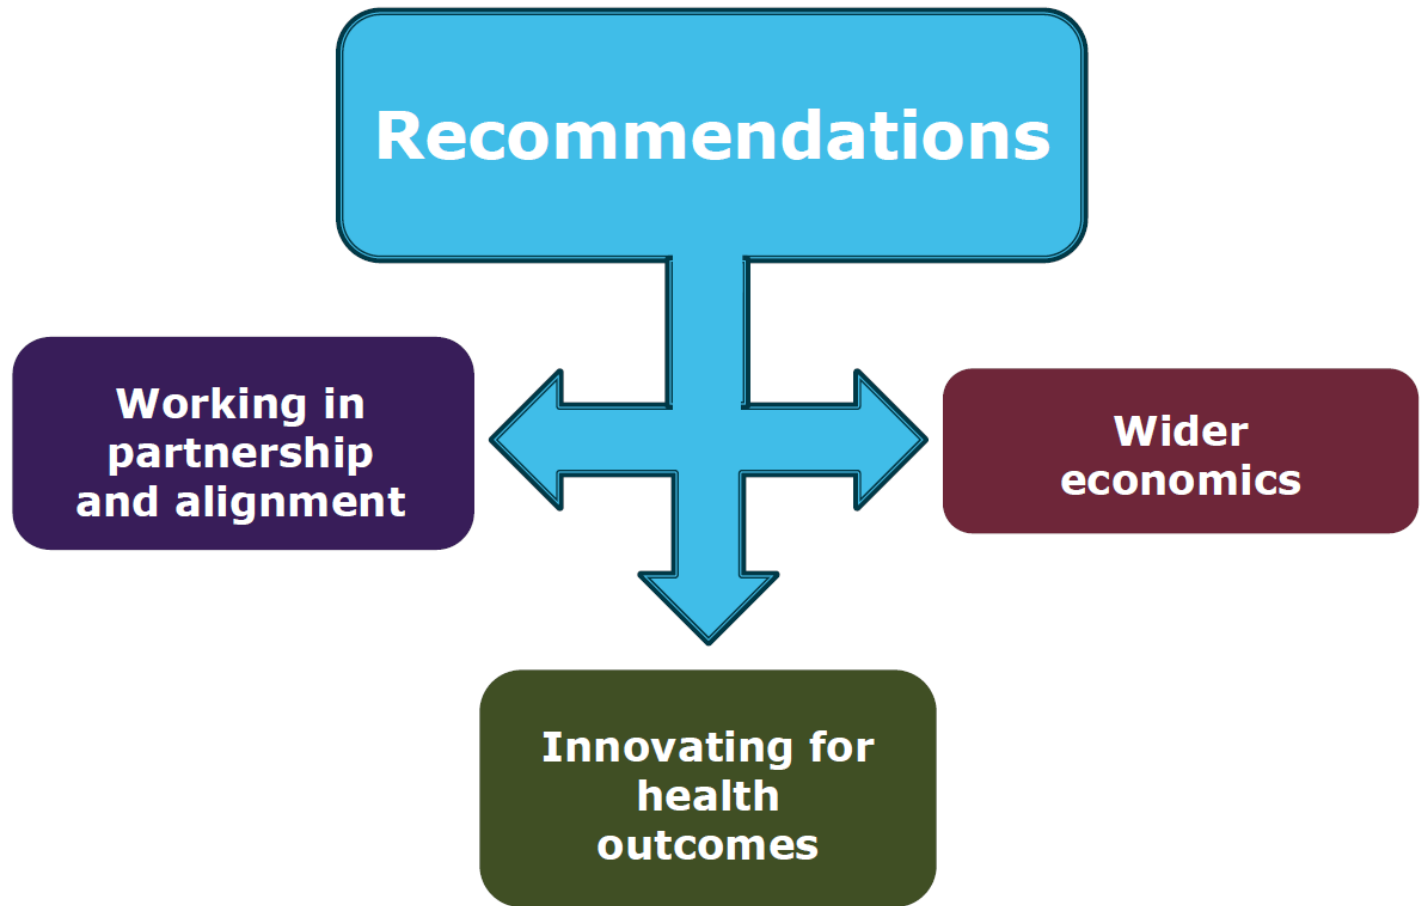 Recommendations
Working in
partnership
and alignment
Wider
economics
Innovating for
health
outcomes